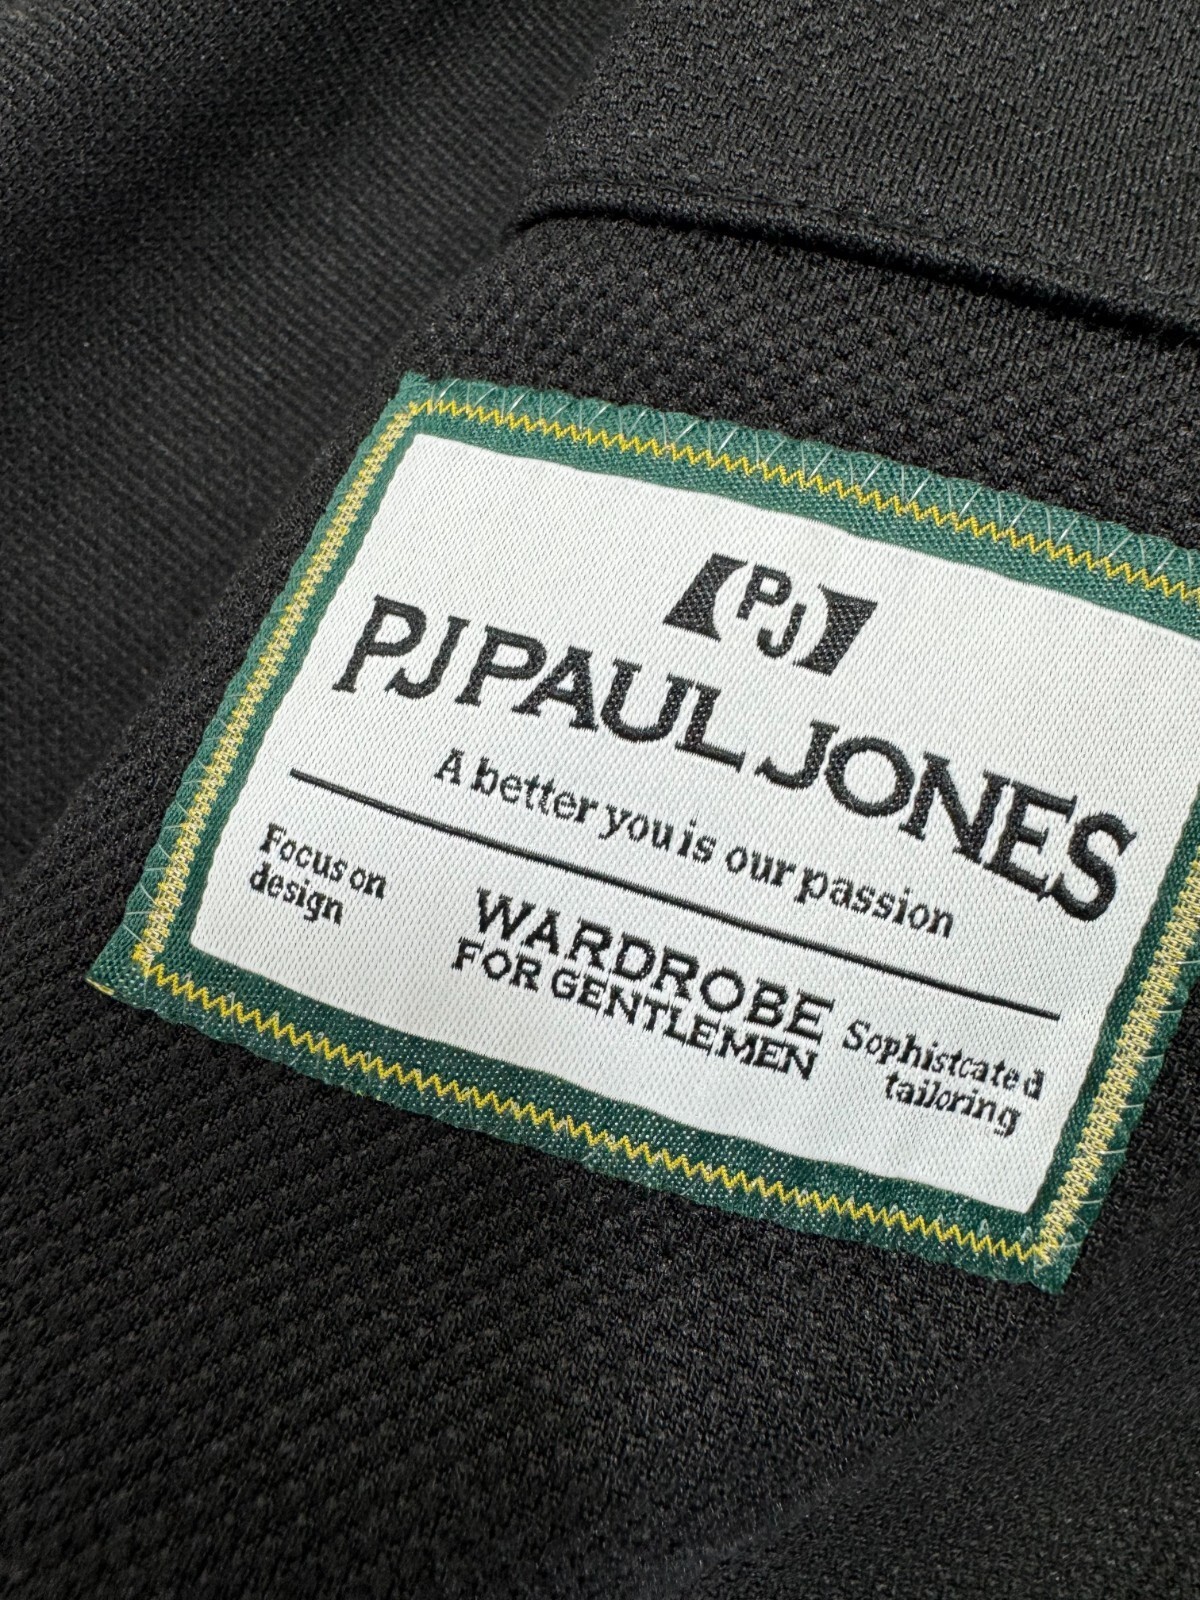 PJ
PJ PAUL JONES
A better you is our passion
Focus on
design
WARDROBE
FOR GENTLEMEN
Sophistcated
tailoring